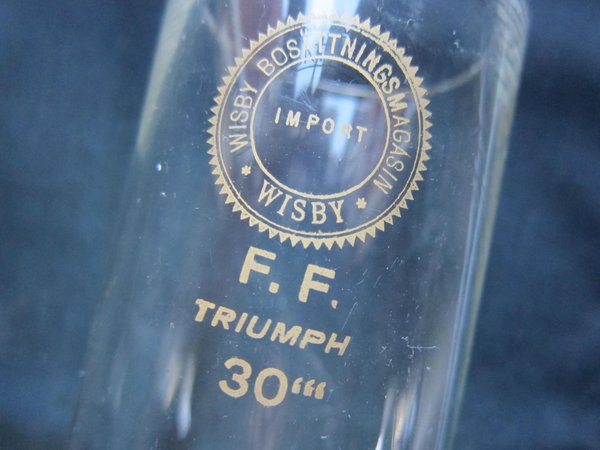 WISBY BOSÄTTNINGSMAGASIN
IMPORT
* WISBY *
F. F.
TRIUMPH
30‘‘‘